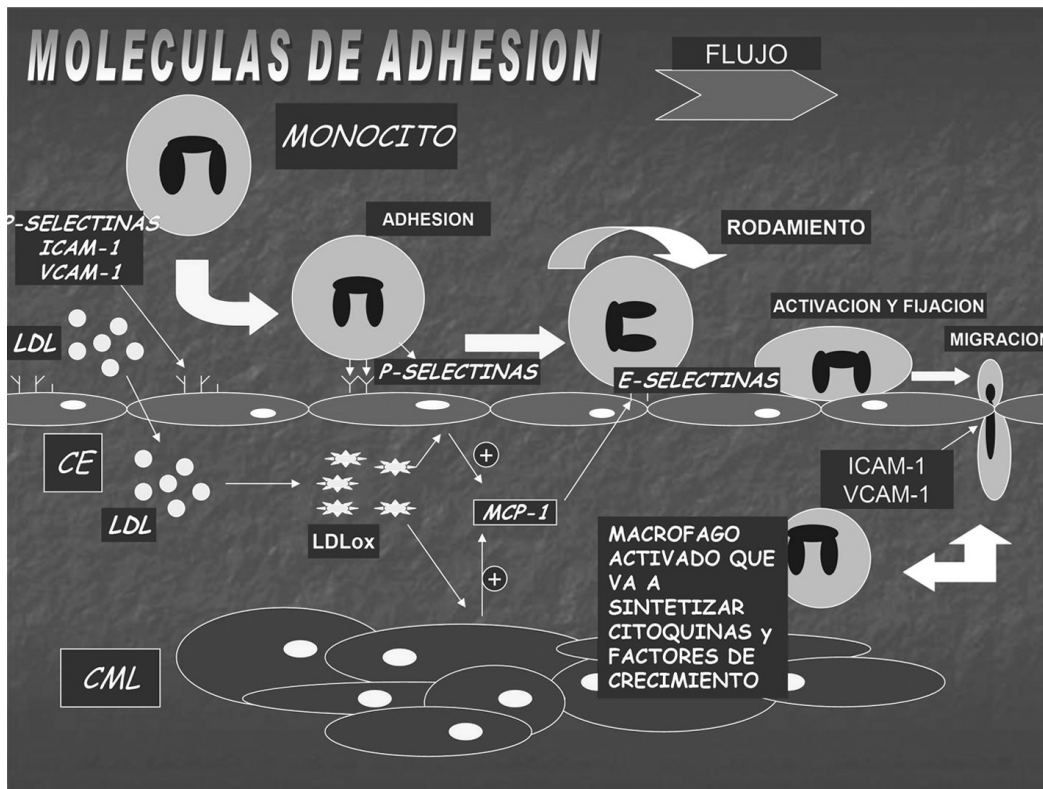 MOLECULAS DE ADHESION
FLUJO
MONOCITO
P-SELECTINAS
ICAM-1
VCAM-1
ADHESION
RODAMIENTO
ACTIVACION Y FIJACION
MIGRACION
LDL
P-SELECTINAS
E-SELECTINAS
CE
LDL
LDLox
+
MCP-1
+
ICAM-1
VCAM-1
MACROFAGO
ACTIVADO QUE
VA A
SINTETIZAR
CITOQUINAS y
FACTORES DE
CRECIMIENTO
CML